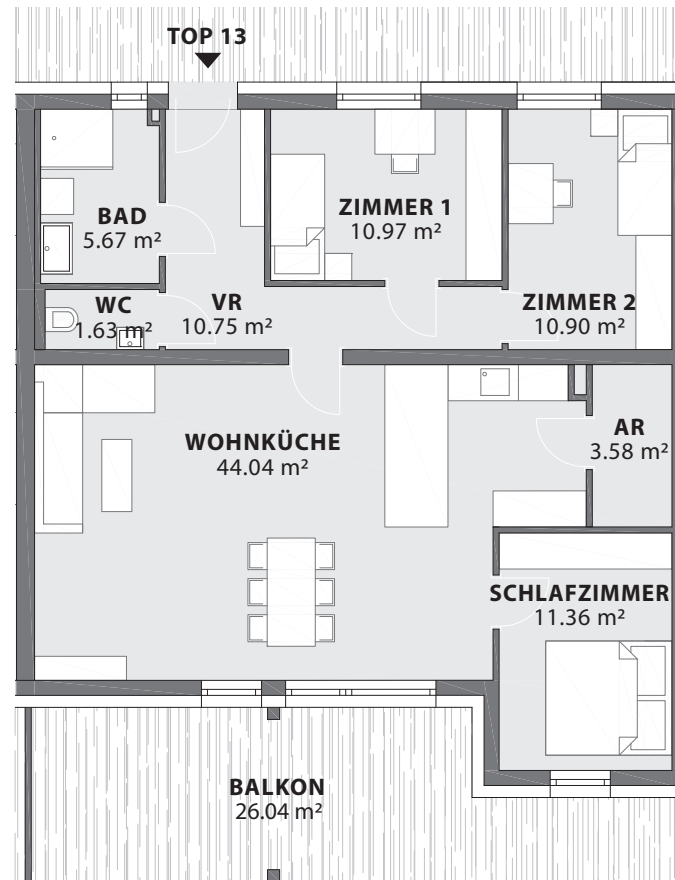 TOP 13
ZIMMER 1
10.97 m²
BAD
5.67 m²
WC
1.63 m²
VR
10.75 m²
ZIMMER 2
10.90 m²
WOHNKÜCHE
44.04 m²
AR
3.58 m²
SCHLAFZIMMER
11.36 m²
BALKON
26.04 m²